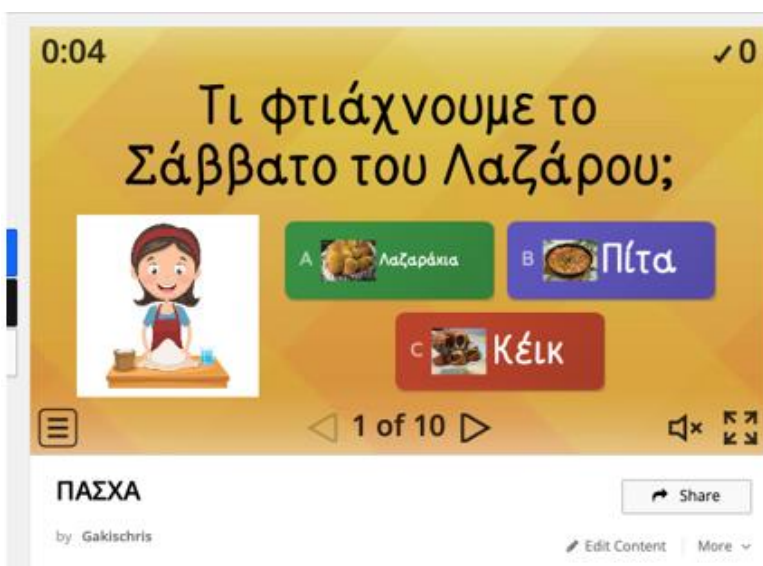 0:04
✓0
Τι φτιάχνουμε το
Σάββατο του Λαζάρου;
A Λαζαράκια
B Πίτα
C Κέικ
1 of 10
ΠΑΣΧΑ
Share
by Gakischris
Edit Content
More